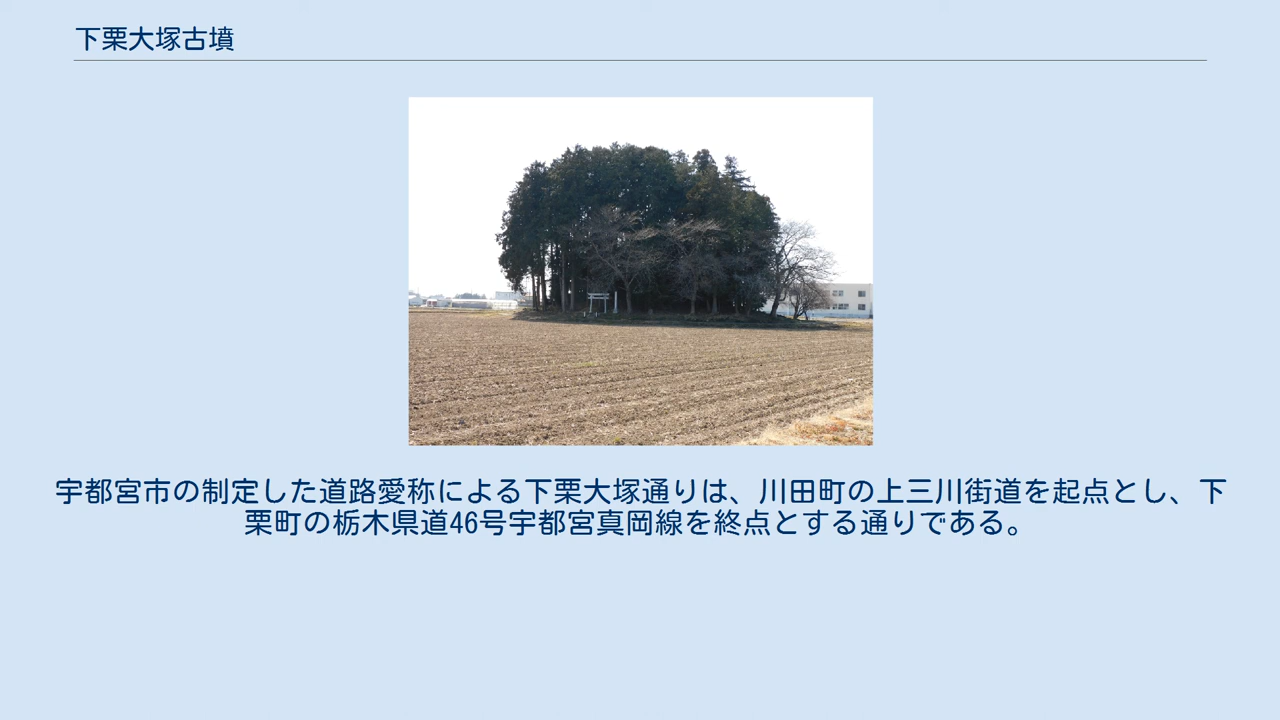 下栗大塚古墳
宇都宮市の制定した道路愛称による下栗大塚通りは、川田町の上三川街道を起点とし、下
栗町の栃木県道46号宇都宮真岡線を終点とする通りである。